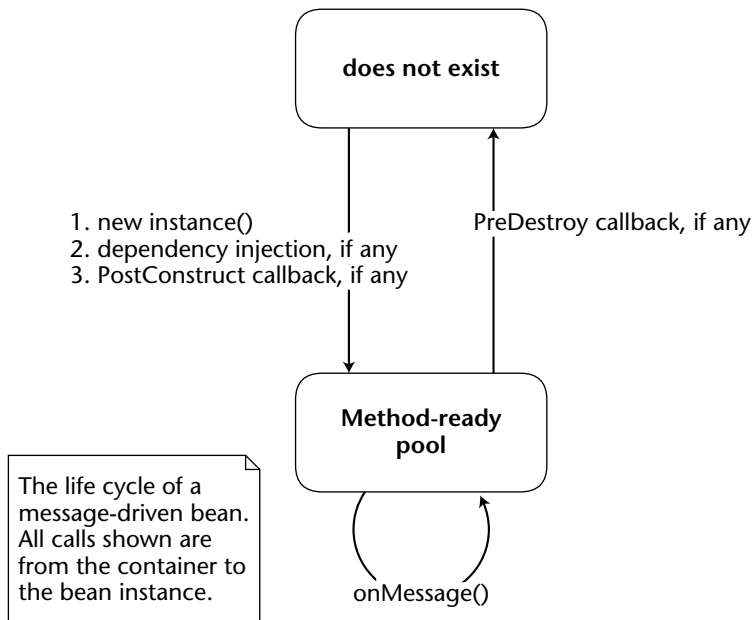 does not exist
1. new instance()
2. dependency injection, if any
3. PostConstruct callback, if any
PreDestroy callback, if any
Method-ready
pool
The life cycle of a
message-driven bean.
All calls shown are
from the container to
the bean instance.
onMessage()